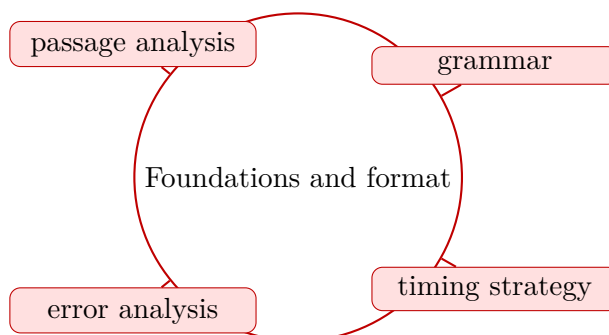 passage analysis
grammar
Foundations and format
timing strategy
error analysis